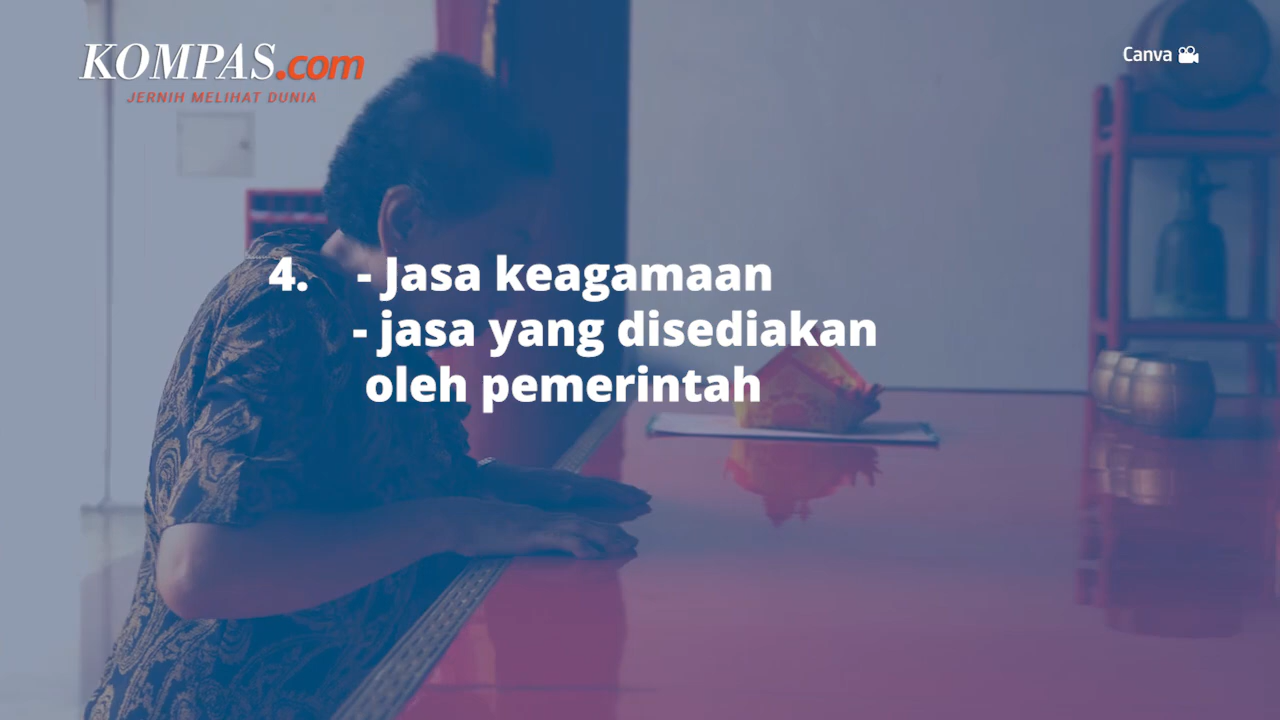 KOMPAS.com
JERNIH MELIHAT DUNIA
Canva
4. - Jasa keagamaan
- jasa yang disediakan
oleh pemerintah